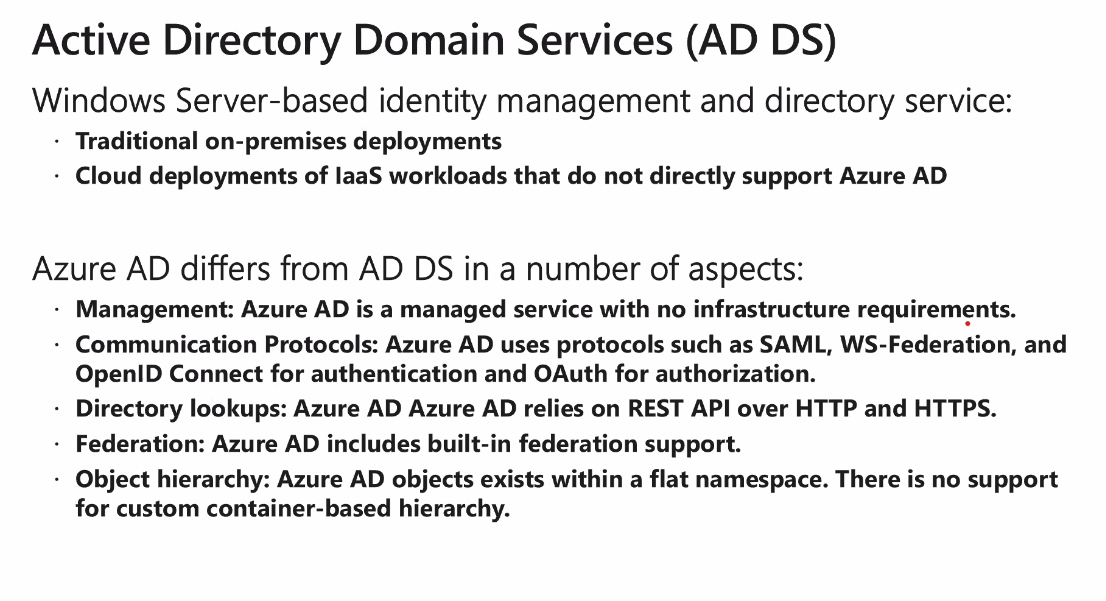 Active Directory Domain Services (AD DS)
Windows Server-based identity management and directory service:
· Traditional on-premises deployments
· Cloud deployments of IaaS workloads that do not directly support Azure AD
Azure AD differs from AD DS in a number of aspects:
· Management: Azure AD is a managed service with no infrastructure requirements.
· Communication Protocols: Azure AD uses protocols such as SAML, WS-Federation, and
OpenID Connect for authentication and OAuth for authorization.
· Directory lookups: Azure AD Azure AD relies on REST API over HTTP and HTTPS.
· Federation: Azure AD includes built-in federation support.
· Object hierarchy: Azure AD objects exists within a flat namespace. There is no support
for custom container-based hierarchy.